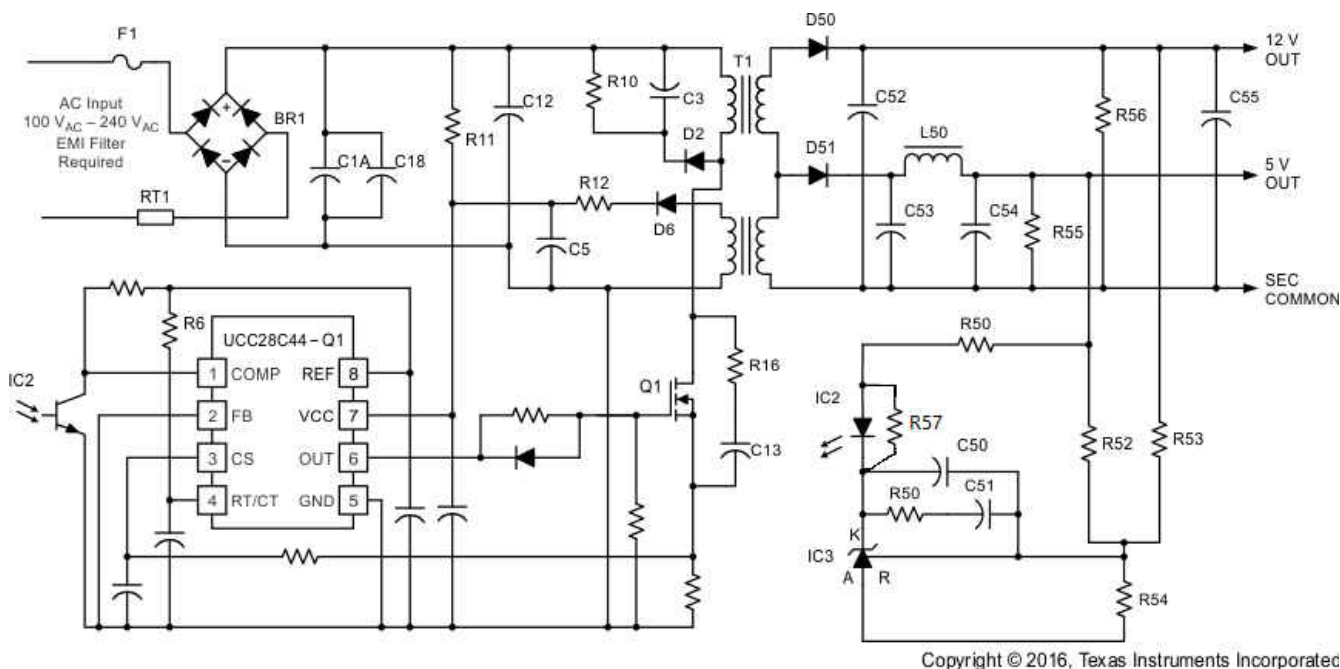 F1
AC Input
100 VAC – 240 VAC
EMI Filter
Required
BR1
+
–
RT1
C1A
C18
R11
C12
R10
C3
D2
R12
D6
C5
T1
D50
D51
C52
L50
C53
C54
R55
R56
C55
12 V
OUT
5 V
OUT
SEC
COMMON
R6
UCC28C44–Q1
IC2
1 COMP REF 8
2 FB VCC 7
3 CS OUT 6
4 RT/CT GND 5
Q1
R16
C13
R50
IC2
R57
C50
R50
C51
K
IC3
A
R
R52
R53
R54
Copyright © 2016, Texas Instruments Incorporated